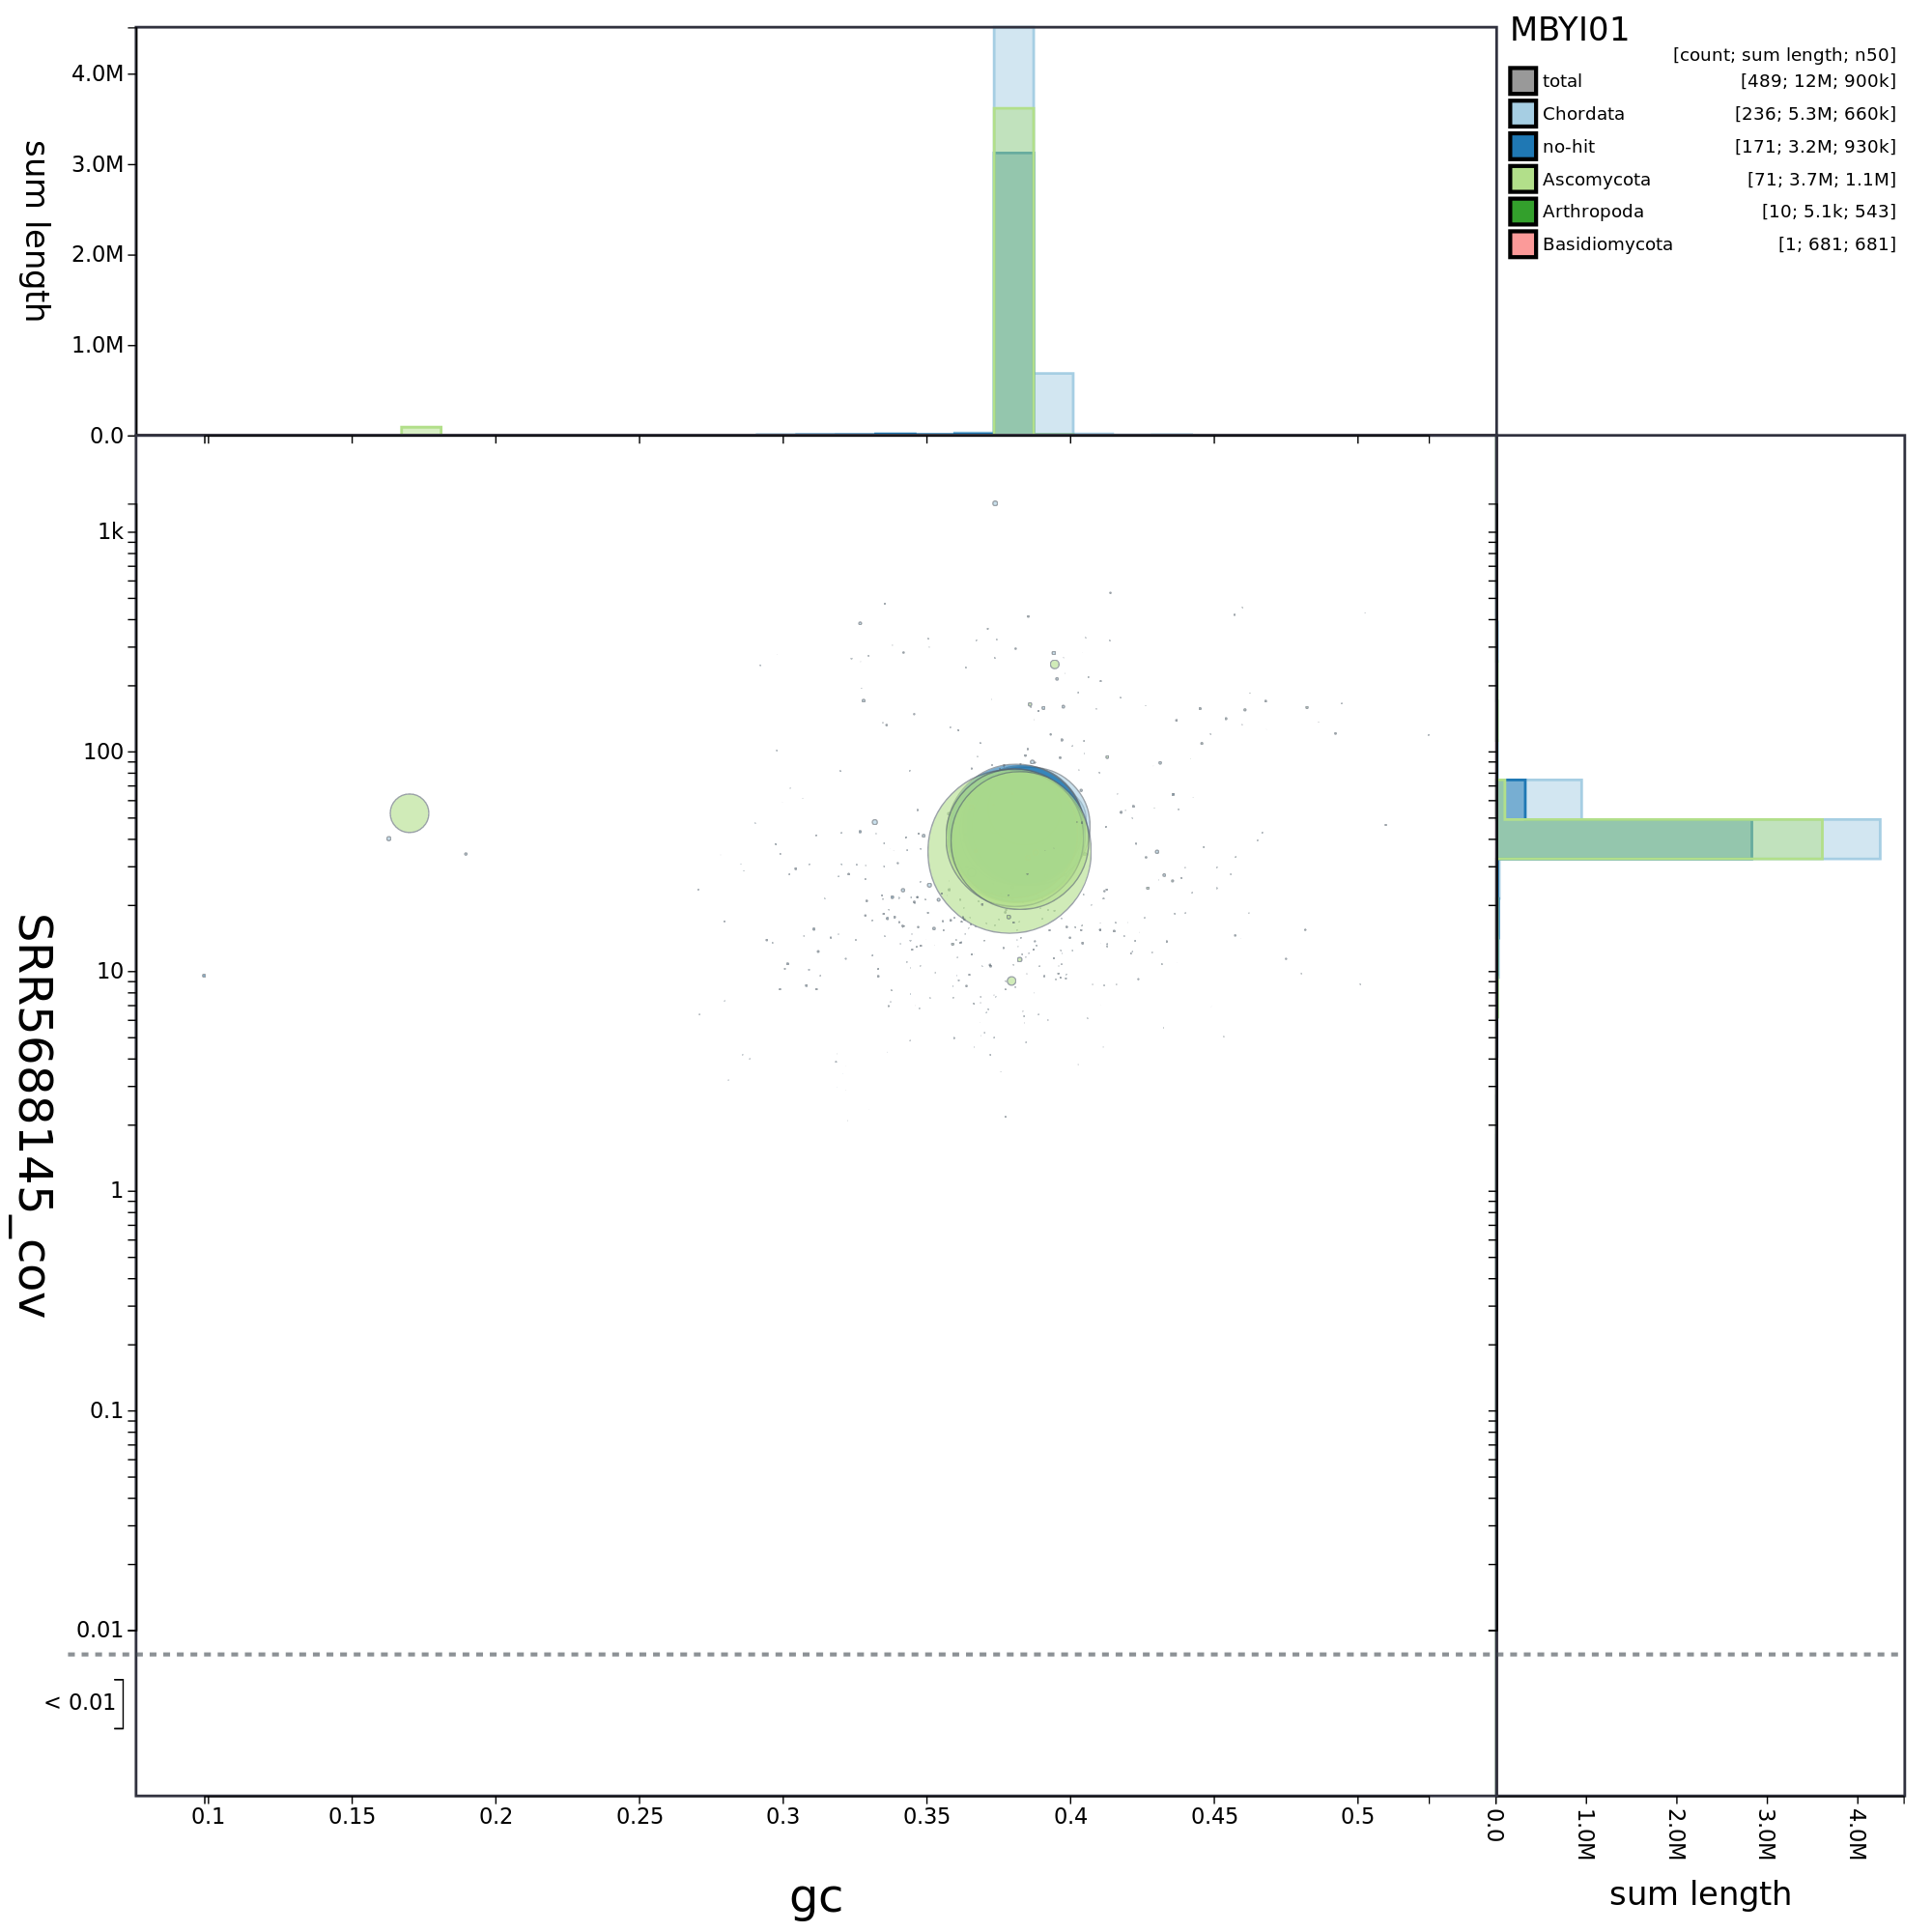 MBYI01
[count; sum length; n50]
total [489; 12M; 900k]
Chordata [236; 5.3M; 660k]
no-hit [171; 3.2M; 930k]
Ascomycota [71; 3.7M; 1.1M]
Arthropoda [10; 5.1k; 543]
Basidiomycota [1; 681; 681]
sum length
4.0M
3.0M
2.0M
1.0M
0.0
SRR5688145_cov
1k
100
10
1
0.1
0.01
< 0.01
0.1 0.15 0.2 0.25 0.3 0.35 0.4 0.45 0.5
gc
0.0 1.0M 2.0M 3.0M 4.0M
sum length